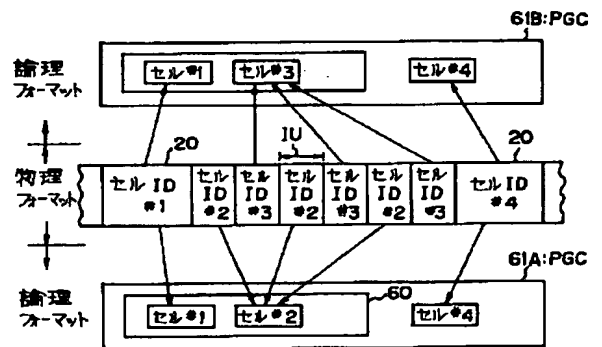 61B:PGC
論理
フォーマット
セル#1
セル#3
セル#4
20
IU
20
物理
フォーマット
セル ID
#1
セル
ID
#2
セル
ID
#3
セル
ID
#2
セル
ID
#3
セル
ID
#2
セル
ID
#3
セル ID
#4
61A:PGC
論理
フォーマット
60
セル#1
セル#2
セル#4